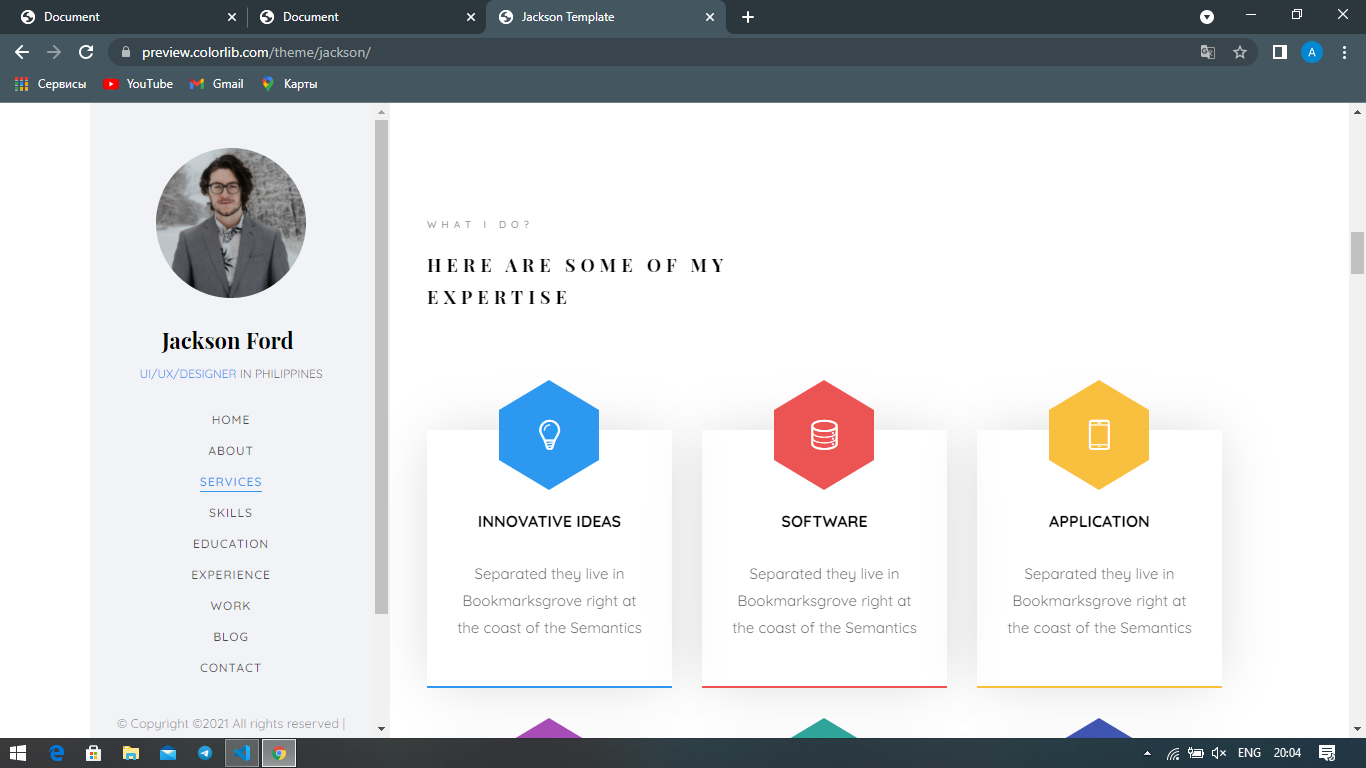 Document
Document
Jackson Template
preview.colorlib.com/theme/jackson/
A
Сервисы
YouTube
Gmail
Карты
Jackson Ford
UI/UX/DESIGNER IN PHILIPPINES
HOME
ABOUT
SERVICES
SKILLS
EDUCATION
EXPERIENCE
WORK
BLOG
CONTACT
© Copyright ©2021 All rights reserved |
WHAT I DO?
HERE ARE SOME OF MY
EXPERTISE
INNOVATIVE IDEAS
Separated they live in
Bookmarksgrove right at
the coast of the Semantics
SOFTWARE
Separated they live in
Bookmarksgrove right at
the coast of the Semantics
APPLICATION
Separated they live in
Bookmarksgrove right at
the coast of the Semantics
ENG
20:04